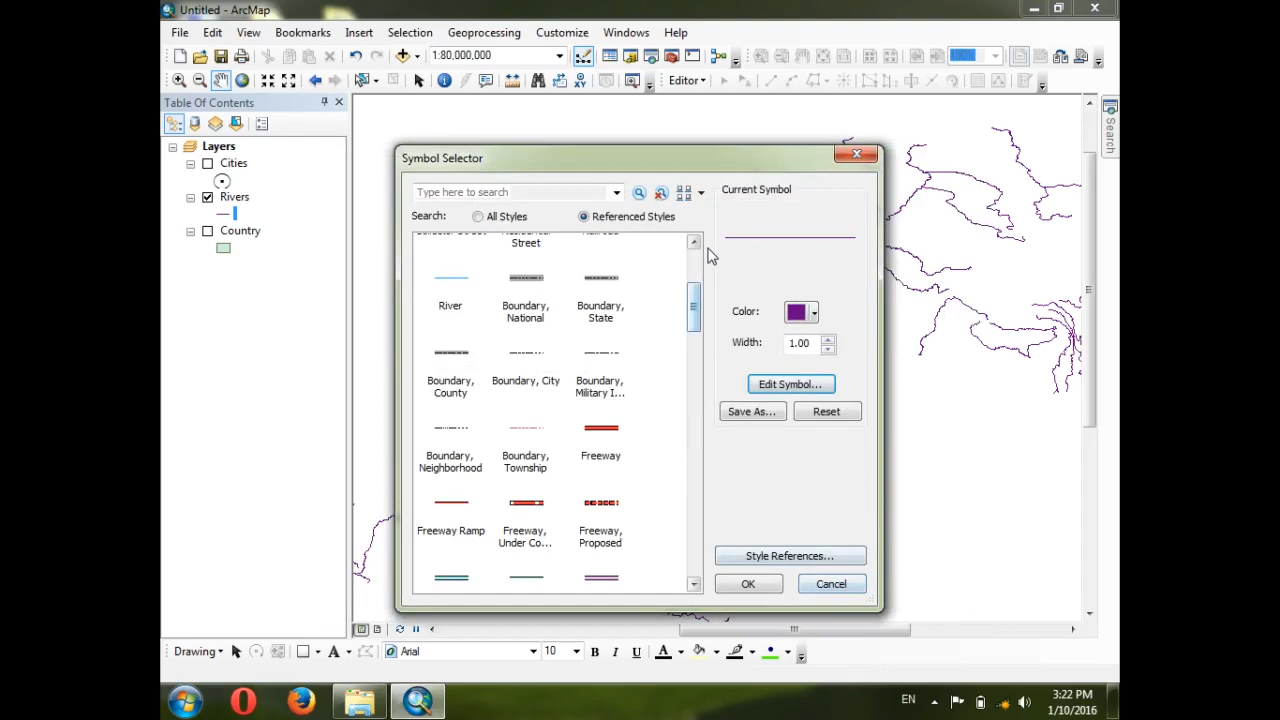 Untitled - ArcMap
File Edit View Bookmarks Insert Selection Geoprocessing Customize Windows Help
1:80,000,000
100%
Editor
Table Of Contents
Layers
Cities
Rivers
Country
Search
Symbol Selector
Type here to search
Search: All Styles Referenced Styles
Street
River
Boundary, National
Boundary, State
Boundary, County
Boundary, City
Boundary, Military I...
Boundary, Neighborhood
Boundary, Township
Freeway
Freeway Ramp
Freeway, Under Co...
Freeway, Proposed
Current Symbol
Color:
Width: 1.00
Edit Symbol...
Save As... Reset
Style References...
OK Cancel
Drawing A Arial 10 B I U A
EN 3:22 PM
1/10/2016